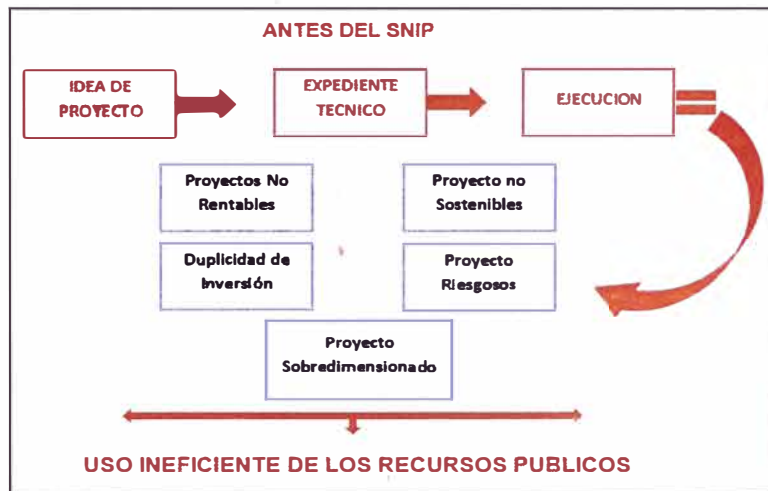 ANTES DEL SNIP
IDEA DE
PROYECTO
EXPEDIENTE
TECNICO
EJECUCION
Proyectos No
Rentables
Proyecto no
Sostenibles
Duplicidad de
Inversión
Proyecto
Riesgosos
Proyecto
Sobredimensionado
USO INEFICIENTE DE LOS RECURSOS PUBLICOS